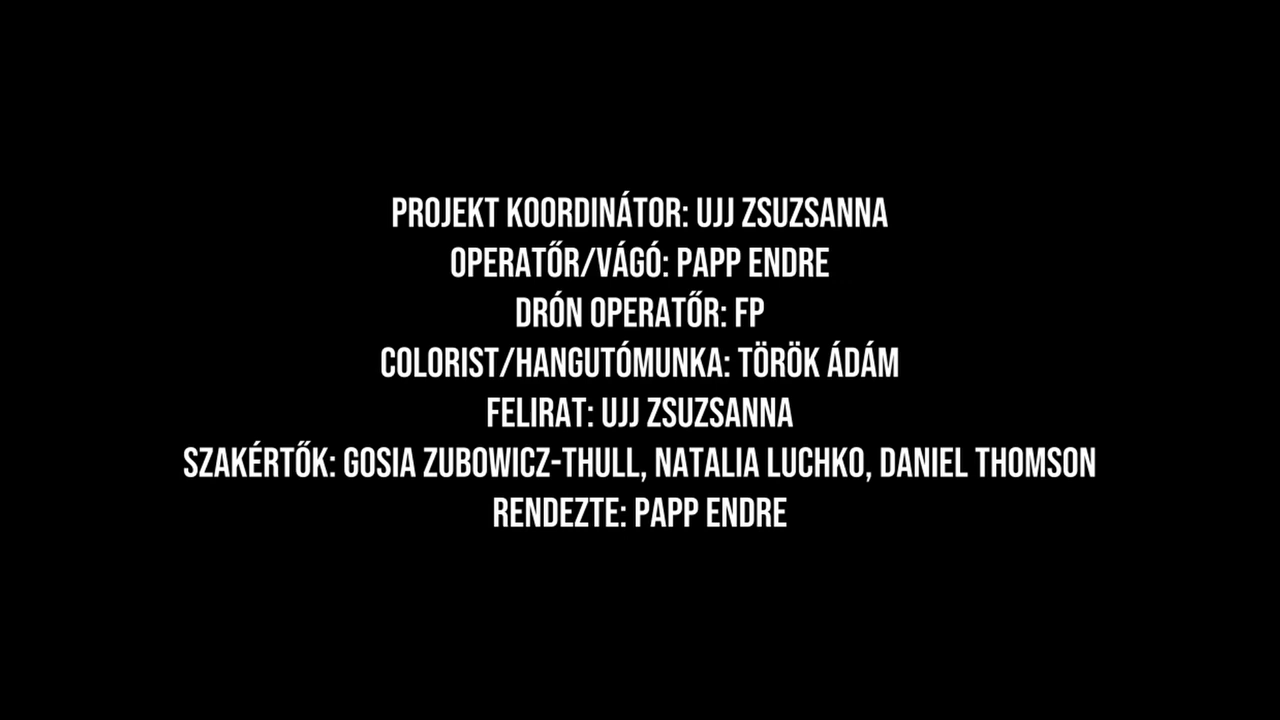 PROJEKT KOORDINÁTOR: UJJ ZSUZSANNA
OPERATŐR/VÁGÓ: PAPP ENDRE
DRÓN OPERATŐR: FP
COLORIST/HANGUTÓMUNKA: TÖRÖK ÁDÁM
FELIRAT: UJJ ZSUZSANNA
SZAKÉRTŐK: GOSIA ZUBOWICZ-THULL, NATALIA LUCHKO, DANIEL THOMSON
RENDEZTE: PAPP ENDRE